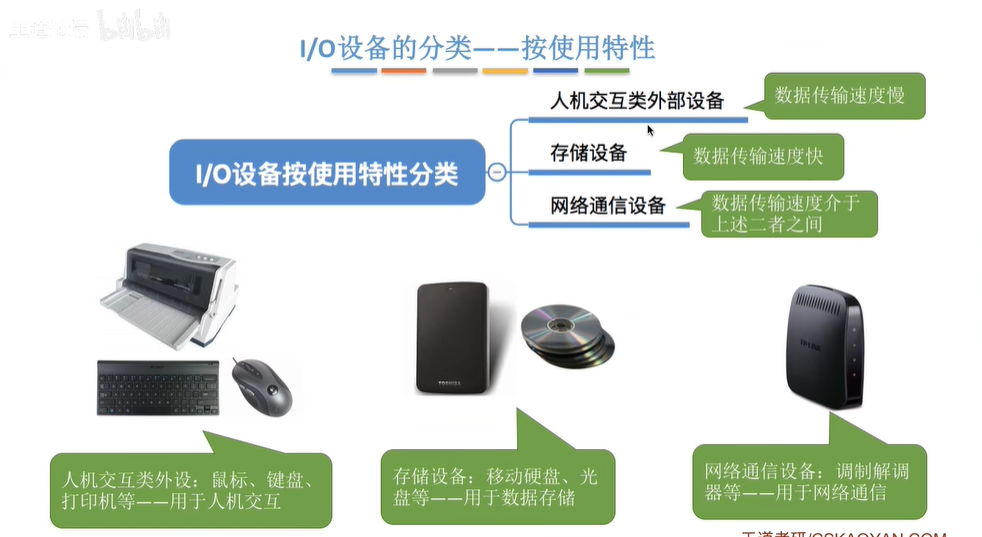 bilibili
I/O设备的分类——按使用特性
人机交互类外部设备
数据传输速度慢
I/O设备按使用特性分类
存储设备
数据传输速度快
网络通信设备
数据传输速度介于
上述二者之间
TOSHIBA
TP-LINK
人机交互类外设：鼠标、键盘、
打印机等——用于人机交互
存储设备：移动硬盘、光
盘等——用于数据存储
网络通信设备：调制解调
器等——用于网络通信
王道考研/CSKAOYAN.COM